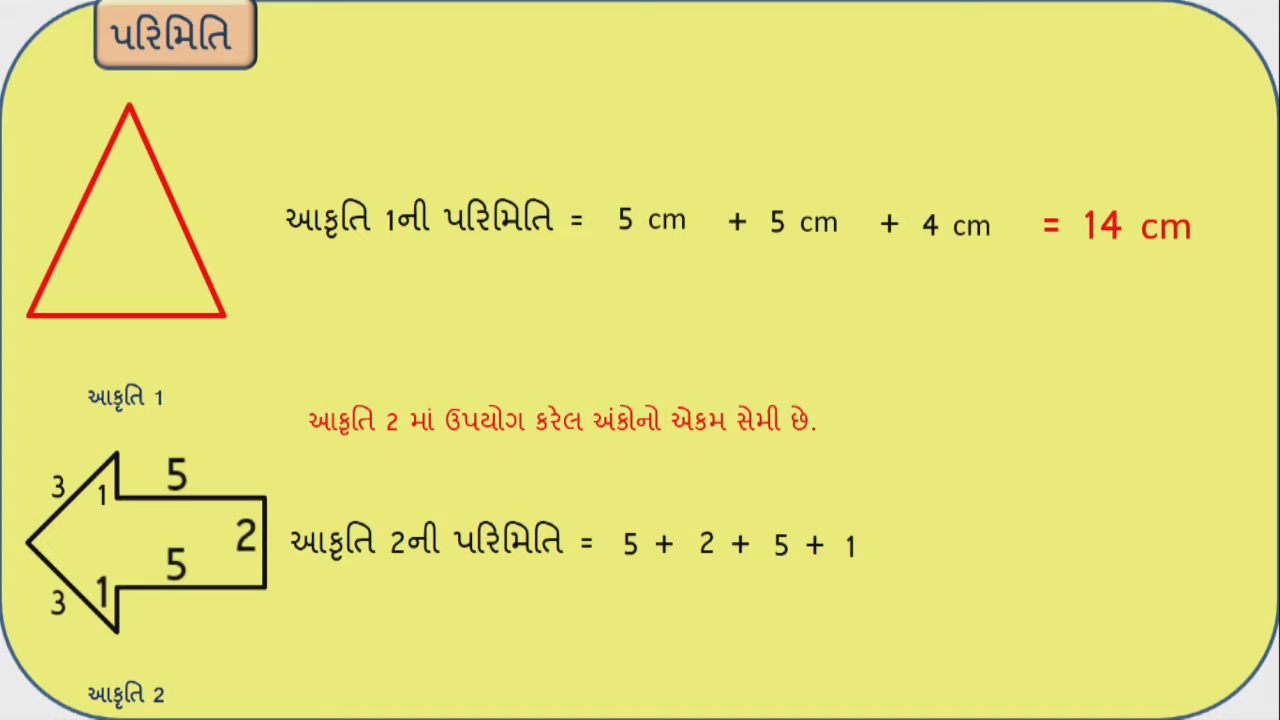 પરિમિતિ
આકૃતિ 1ની પરિમિતિ = 5 cm + 5 cm + 4 cm = 14 cm
આકૃતિ 1
આકૃતિ 2 માં ઉપયોગ કરેલ અંકોનો એકમ સેમી છે.
3 1 5
આકૃતિ 2ની પરિમિતિ = 5 + 2 + 5 + 1
2
5
3 1
આકૃતિ 2